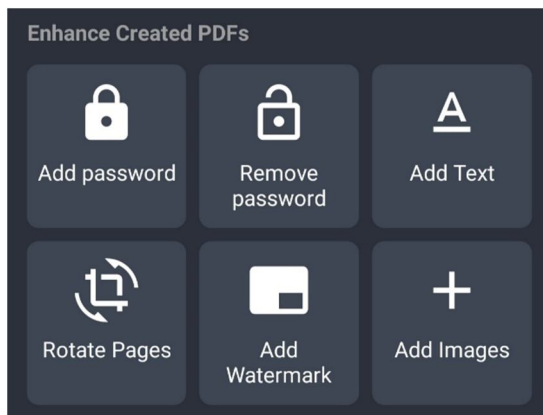 Enhance Created PDFs
Add password
Remove
password
Add Text
Rotate Pages
Add
Watermark
Add Images